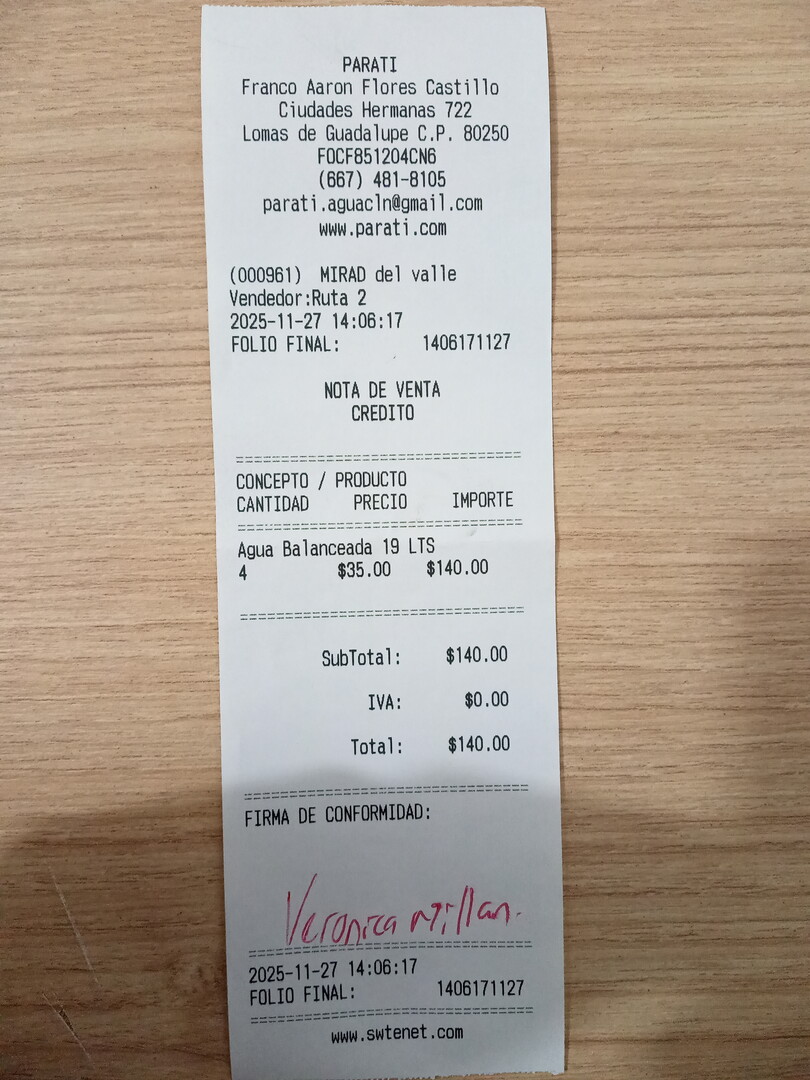 PARATI
Franco Aaron Flores Castillo
Ciudades Hermanas 722
Lomas de Guadalupe C.P. 80250
FOCF851204CN6
(667) 481-8105
parati.aguacln@gmail.com
www.parati.com
(000961) MIRAD del valle
Vendedor:Ruta 2
2025-11-27 14:06:17
FOLIO FINAL: 1406171127
NOTA DE VENTA
CREDITO
CONCEPTO / PRODUCTO
CANTIDAD PRECIO IMPORTE
Agua Balanceada 19 LTS
4 $35.00 $140.00
SubTotal: $140.00
IVA: $0.00
Total: $140.00
FIRMA DE CONFORMIDAD:
Veronica Millan.
2025-11-27 14:06:17
FOLIO FINAL: 1406171127
www.swtenet.com